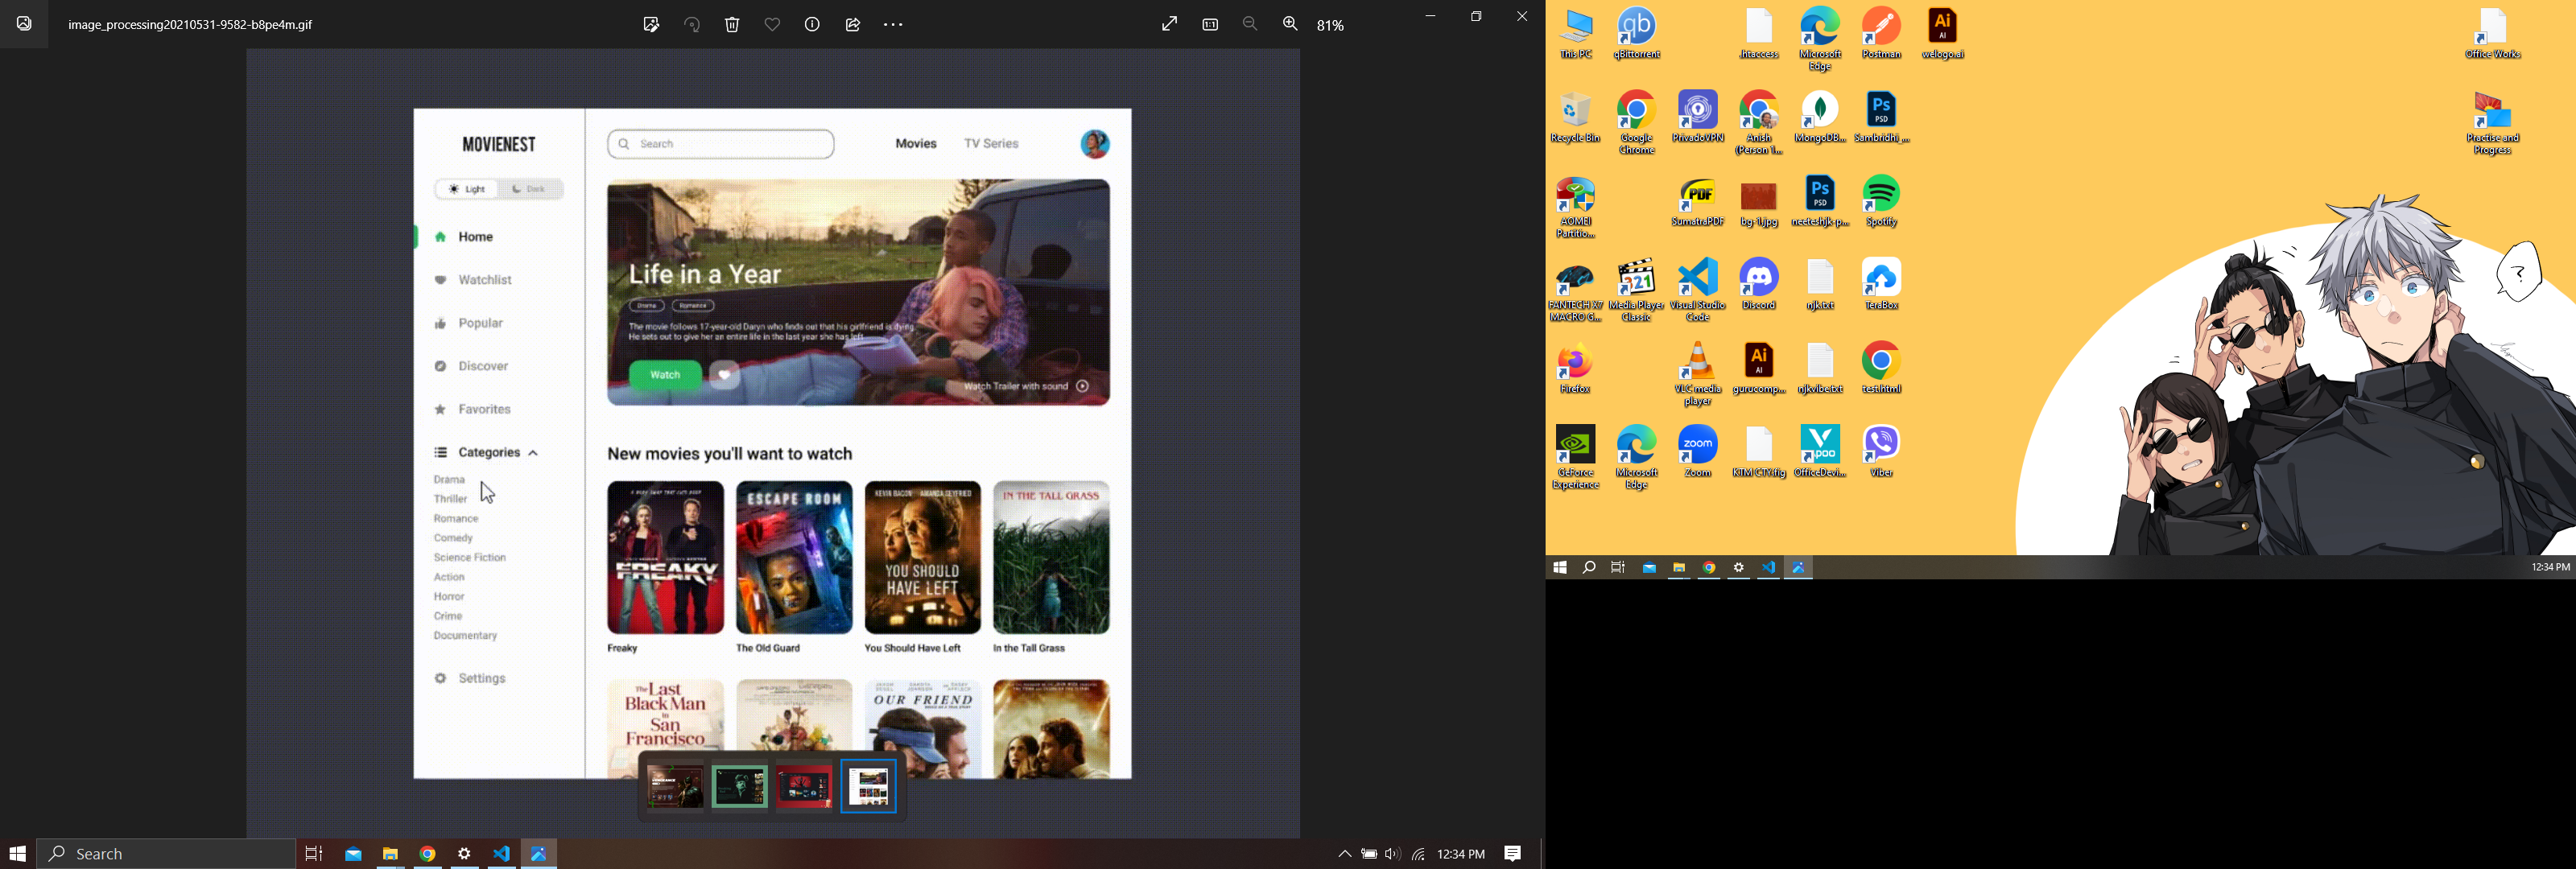 image_processing20210531-9582-b8pe4m.gif
81%
MOVIENEST
Light
Dark
Home
Watchlist
Popular
Discover
Favorites
Categories
Drama
Thriller
Romance
Comedy
Science Fiction
Action
Horror
Crime
Documentary
Settings
Search
Movies
TV Series
Life in a Year
Drama
Romance
The movie follows 17-year-old Daryn who finds out that his girlfriend is dying.
He sets out to give her an entire life in the last year she has left
Watch
Watch Trailer with sound
New movies you'll want to watch
FREAKY
ESCAPE ROOM
KEVIN BACON
AMANDA SEYFRIED
YOU SHOULD
HAVE LEFT
IN THE TALL GRASS
Freaky
The Old Guard
You Should Have Left
In the Tall Grass
The Last
Black Man
in
San
Francisco
OUR FRIEND
Search
12:34 PM
This PC
qBittorrent
.htaccess
Microsoft
Edge
Postman
welogo.ai
Office Works
Recycle Bin
Google
Chrome
PrivadoVPN
Anish
(Person 1...
MongoDB...
Sambridhi_...
Practise and
Progress
AOMEI
Partitio...
SumatraPDF
bg-1.jpg
neeteshjk-p...
Spotify
FANTECH X7
MACRO G...
Media Player
Classic
Visual Studio
Code
Discord
njk.txt
TeraBox
Firefox
VLC media
player
gurucomp...
njkvibe.txt
test.html
GeForce
Experience
Microsoft
Edge
Zoom
KTM CTY.fig
OfficeDevi...
Viber
?
12:34 PM